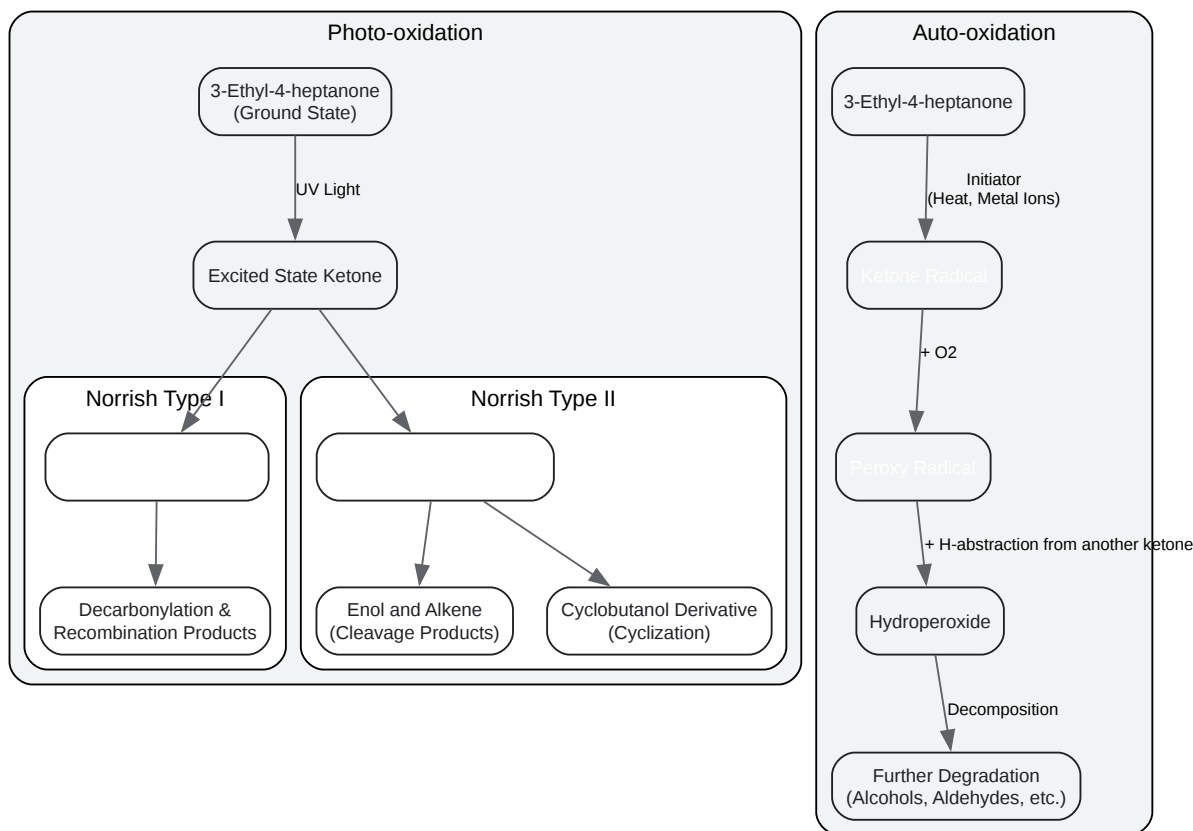 Photo-oxidation
3-Ethyl-4-heptanone
(Ground State)
UV Light
Excited State Ketone
Norrish Type I
Norrish Type II
Decarbonylation &
Recombination Products
Enol and Alkene
(Cleavage Products)
Cyclobutanol Derivative
(Cyclization)
Auto-oxidation
3-Ethyl-4-heptanone
Initiator
(Heat, Metal Ions)
Ketone Radical
+ O2
Peroxy Radical
+ H-abstraction from another ketone
Hydroperoxide
Decomposition
Further Degradation
(Alcohols, Aldehydes, etc.)